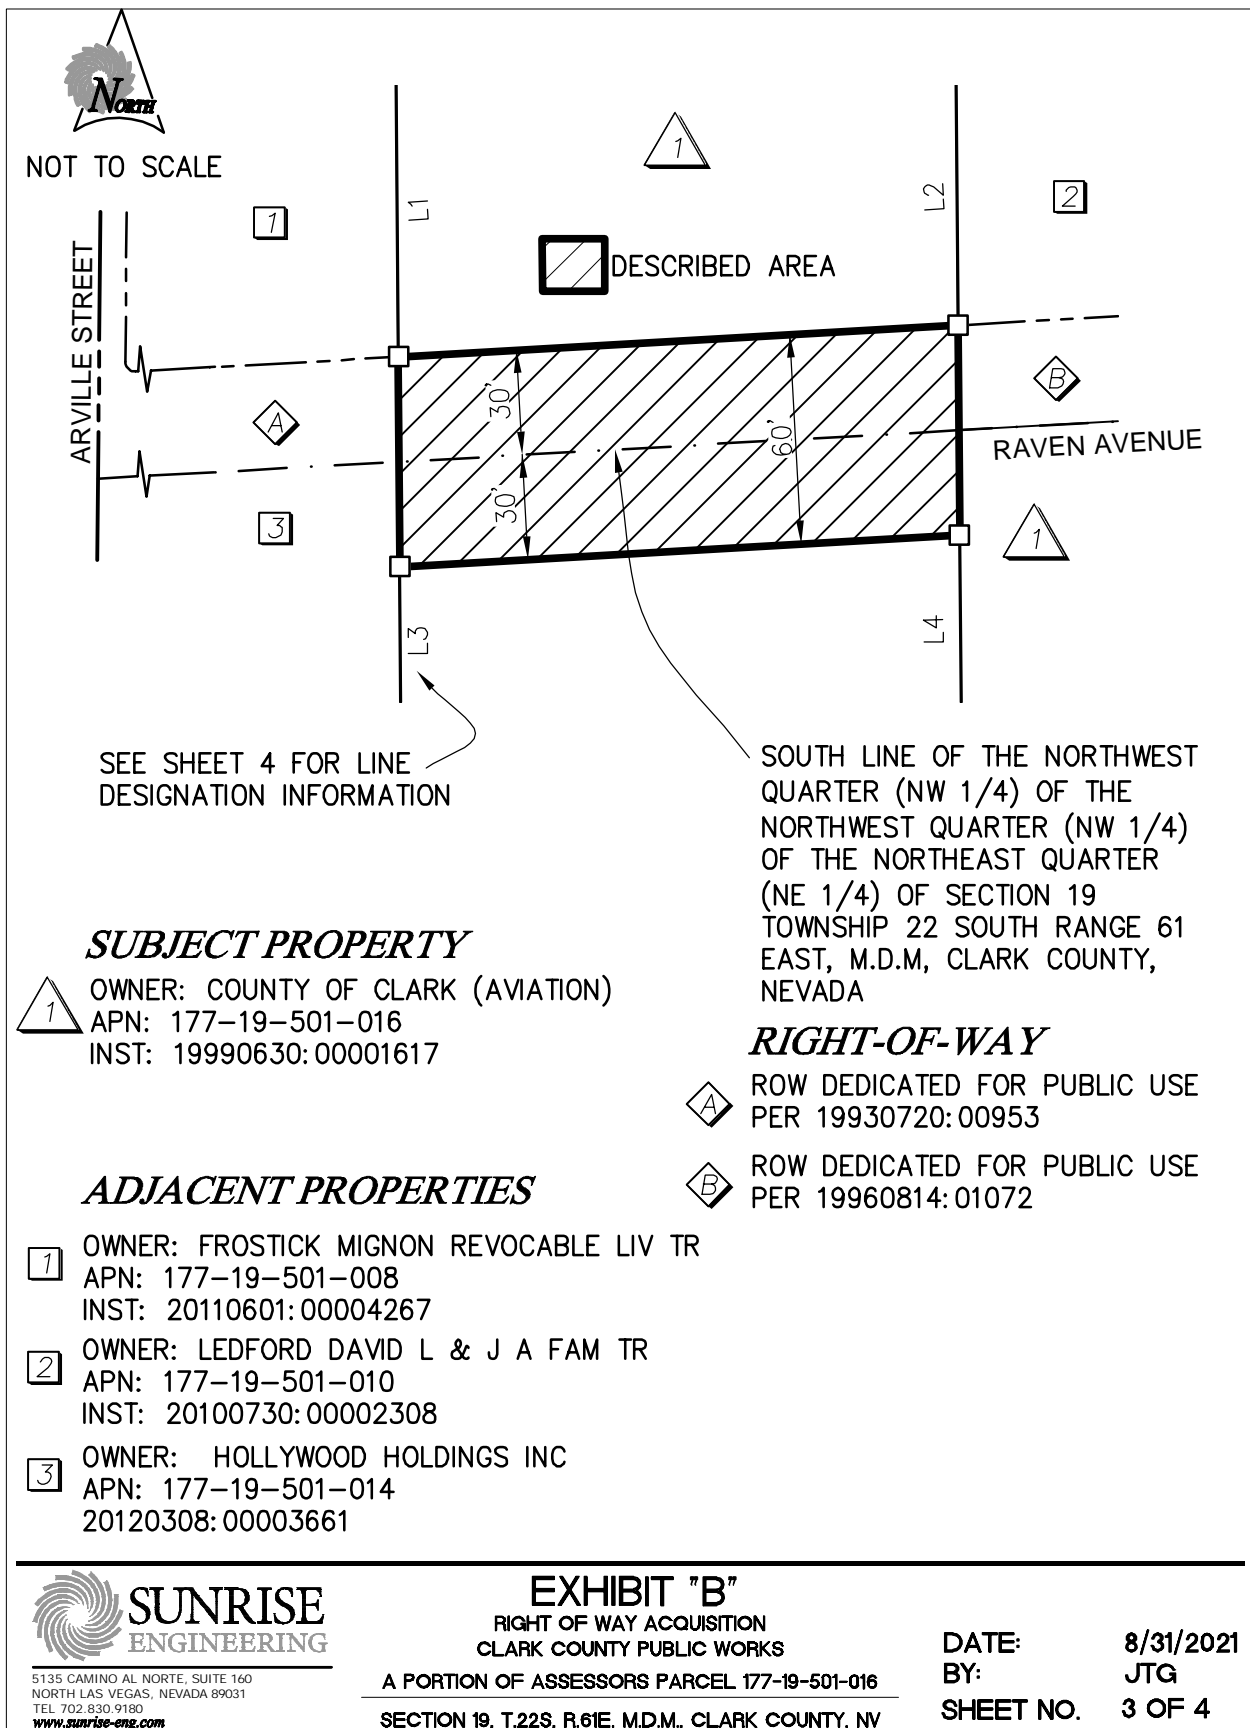 NORTH
NOT TO SCALE
1
L1
L2
1
2
DESCRIBED AREA
ARVILLE STREET
A
30'
30'
60'
B
RAVEN AVENUE
3
1
L3
L4
SEE SHEET 4 FOR LINE
DESIGNATION INFORMATION
SOUTH LINE OF THE NORTHWEST
QUARTER (NW 1/4) OF THE
NORTHWEST QUARTER (NW 1/4)
OF THE NORTHEAST QUARTER
(NE 1/4) OF SECTION 19
TOWNSHIP 22 SOUTH RANGE 61
EAST, M.D.M, CLARK COUNTY,
NEVADA
SUBJECT PROPERTY
1
OWNER: COUNTY OF CLARK (AVIATION)
APN: 177-19-501-016
INST: 19990630:00001617
RIGHT-OF-WAY
A
ROW DEDICATED FOR PUBLIC USE
PER 19930720:00953
B
ROW DEDICATED FOR PUBLIC USE
PER 19960814:01072
ADJACENT PROPERTIES
1
OWNER: FROSTICK MIGNON REVOCABLE LIV TR
APN: 177-19-501-008
INST: 20110601:00004267
2
OWNER: LEDFORD DAVID L & J A FAM TR
APN: 177-19-501-010
INST: 20100730:00002308
3
OWNER: HOLLYWOOD HOLDINGS INC
APN: 177-19-501-014
20120308:00003661
SUNRISE
ENGINEERING
5135 CAMINO AL NORTE, SUITE 160
NORTH LAS VEGAS, NEVADA 89031
TEL 702.830.9180
www.sunrise-eng.com
EXHIBIT "B"
RIGHT OF WAY ACQUISITION
CLARK COUNTY PUBLIC WORKS
A PORTION OF ASSESSORS PARCEL 177-19-501-016
SECTION 19, T.22S, R.61E, M.D.M., CLARK COUNTY, NV
DATE: 8/31/2021
BY: JTG
SHEET NO. 3 OF 4